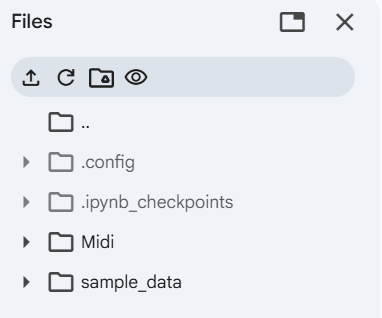 Files
..
.config
.ipynb_checkpoints
Midi
sample_data